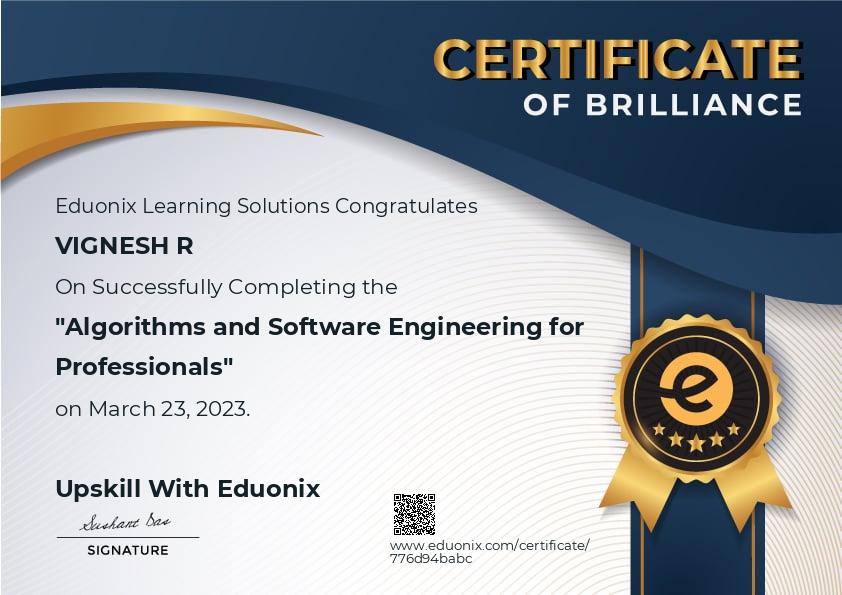 CERTIFICATE
OF BRILLIANCE
Eduonix Learning Solutions Congratulates
VIGNESH R
On Successfully Completing the
"Algorithms and Software Engineering for
Professionals"
on March 23, 2023.
Upskill With Eduonix
Sushant Das
SIGNATURE
www.eduonix.com/certificate/
776d94babc